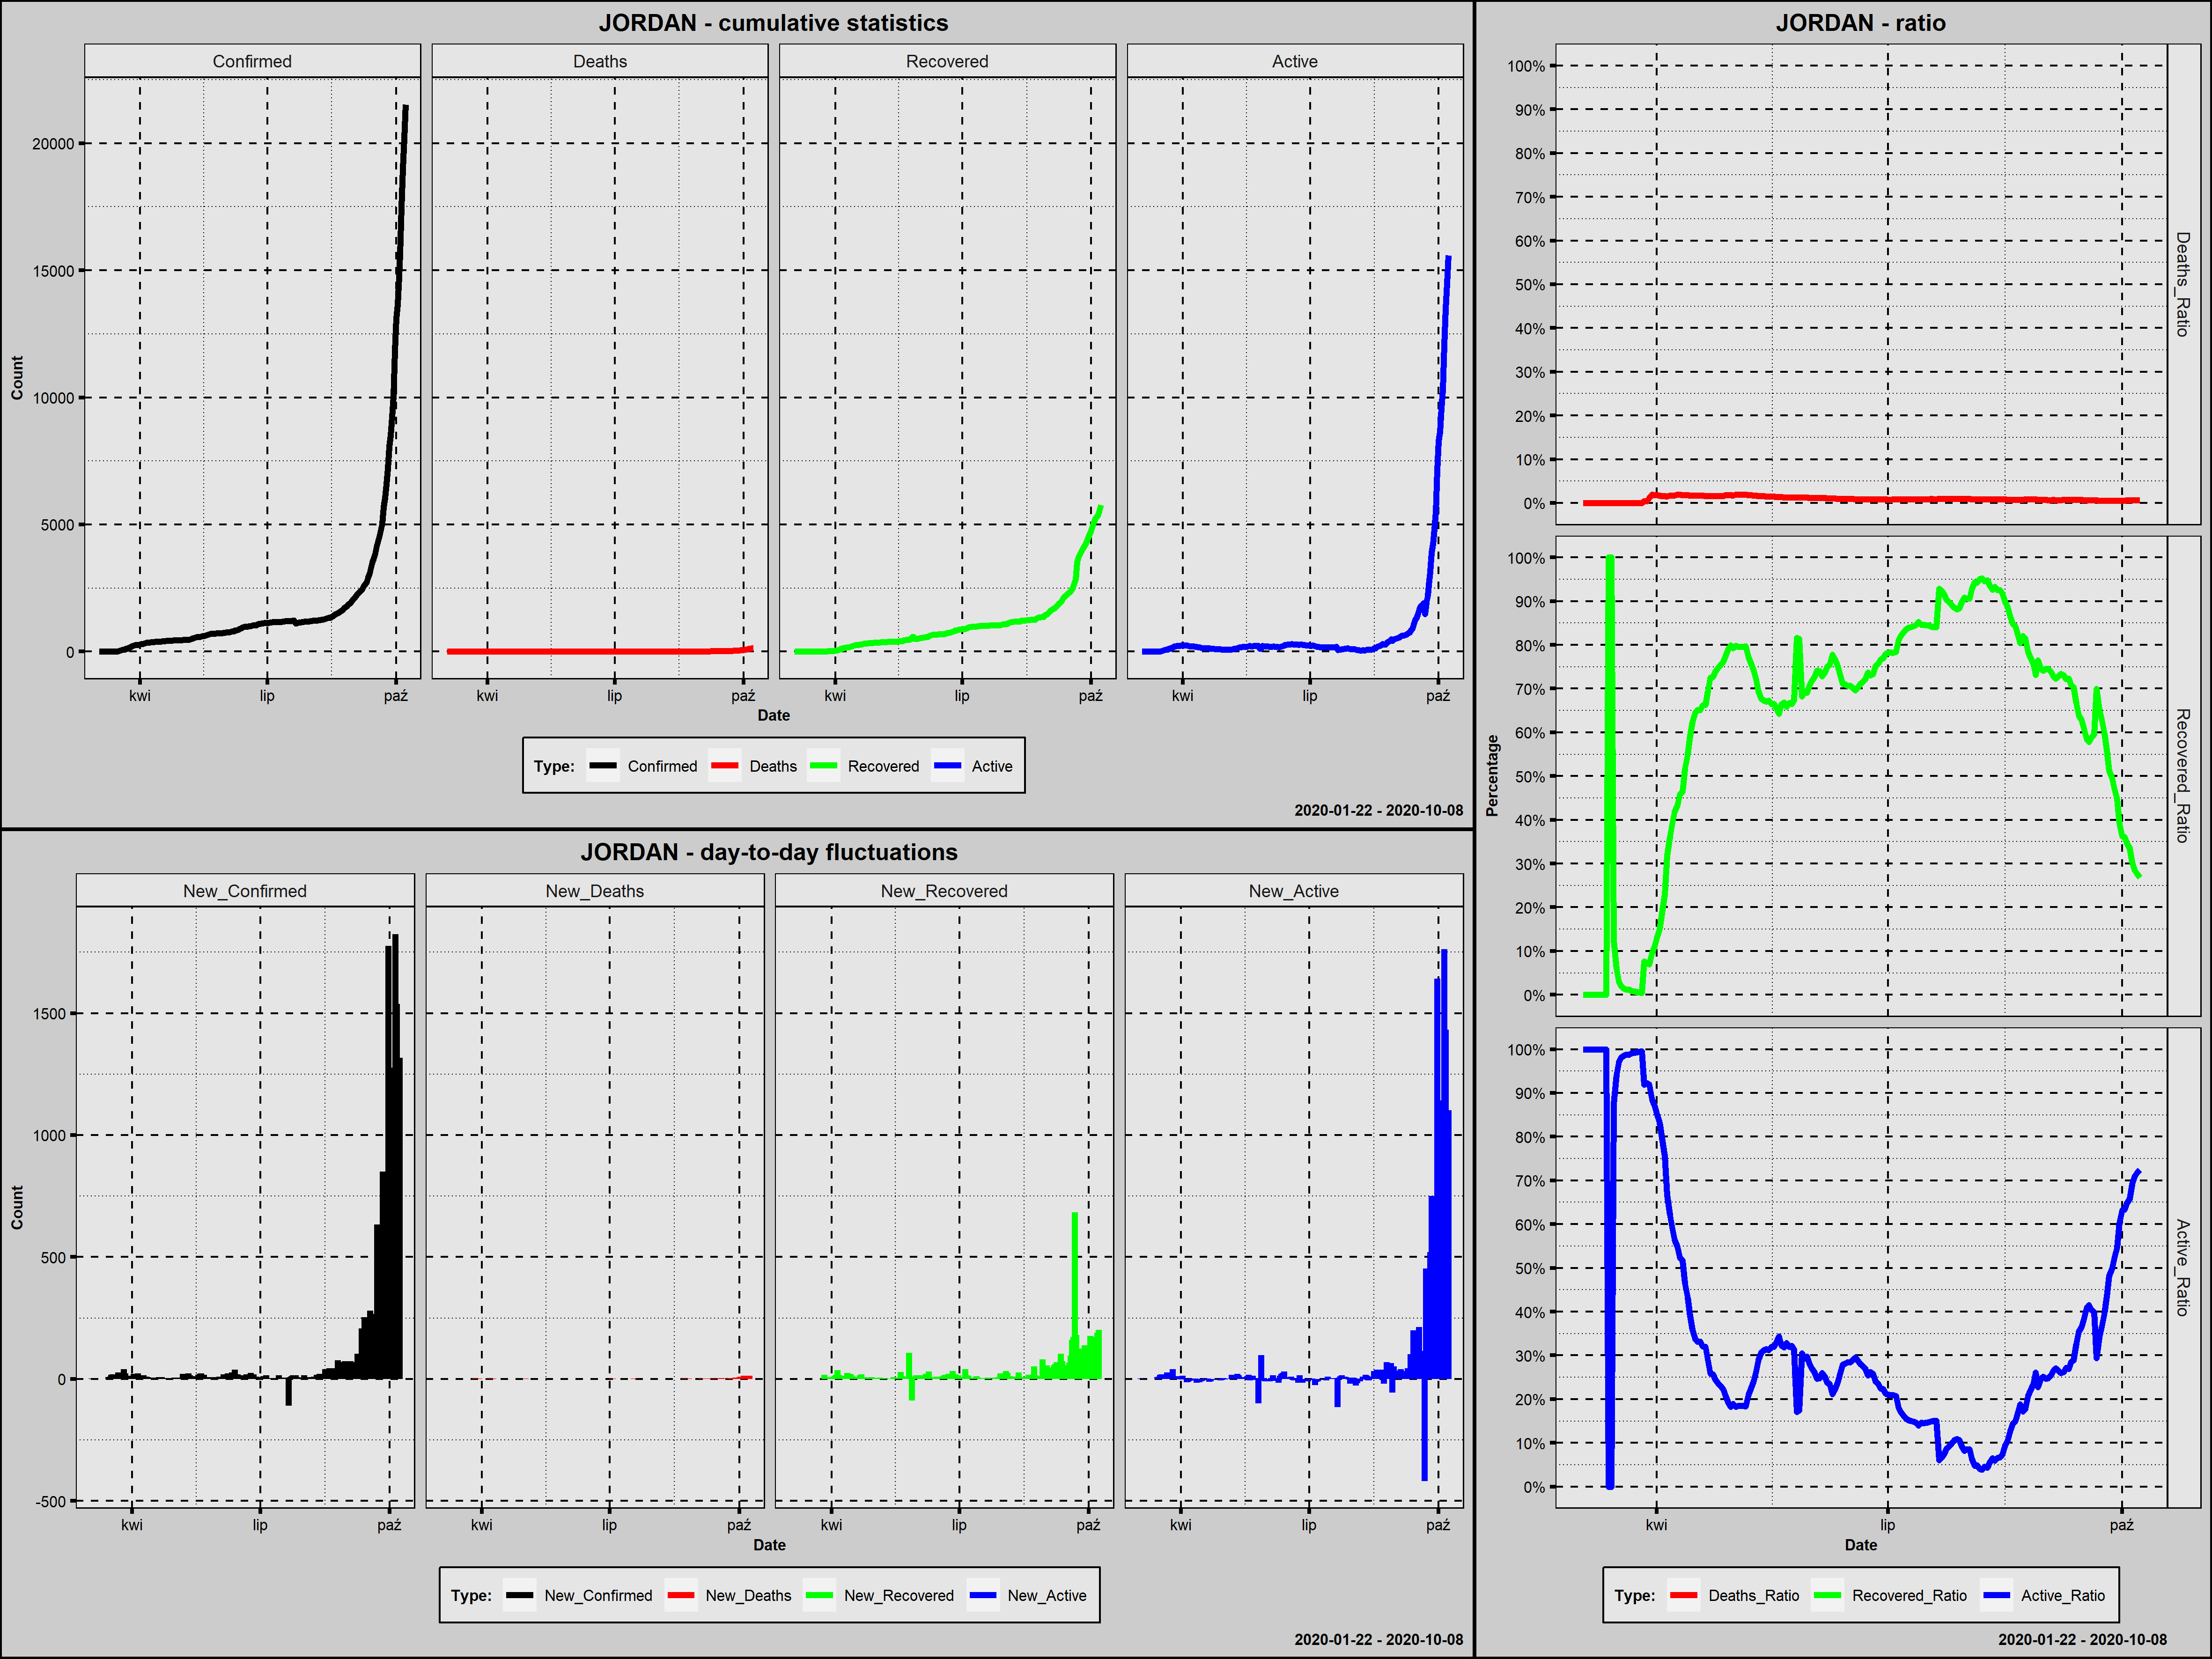 JORDAN - cumulative statistics
Confirmed Deaths Recovered Active
Count
20000
15000
10000
5000
0
kwi lip paź kwi lip paź kwi lip paź kwi lip paź
Date
Type: Confirmed Deaths Recovered Active
2020-01-22 - 2020-10-08
JORDAN - day-to-day fluctuations
New_Confirmed New_Deaths New_Recovered New_Active
Count
1500
1000
500
0
-500
kwi lip paź kwi lip paź kwi lip paź kwi lip paź
Date
Type: New_Confirmed New_Deaths New_Recovered New_Active
2020-01-22 - 2020-10-08
JORDAN - ratio
Percentage
100%
90%
80%
70%
60%
50%
40%
30%
20%
10%
0%
Deaths_Ratio
100%
90%
80%
70%
60%
50%
40%
30%
20%
10%
0%
Recovered_Ratio
100%
90%
80%
70%
60%
50%
40%
30%
20%
10%
0%
Active_Ratio
kwi lip paź
Date
Type: Deaths_Ratio Recovered_Ratio Active_Ratio
2020-01-22 - 2020-10-08